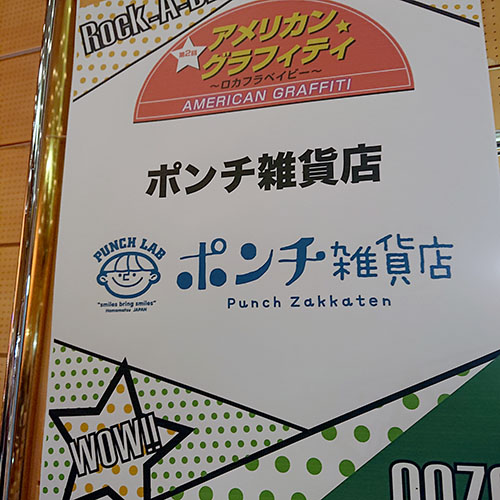 Rock-A-B
第2回
アメリカン★
グラフィティ
〜ロカフラベイビー〜
AMERICAN GRAFFITI
ポンチ雑貨店
PUNCH LAB
"smiles bring smiles"
Hamamatsu JAPAN
ポンチ雑貨店
Punch Zakkaten
WOW!!